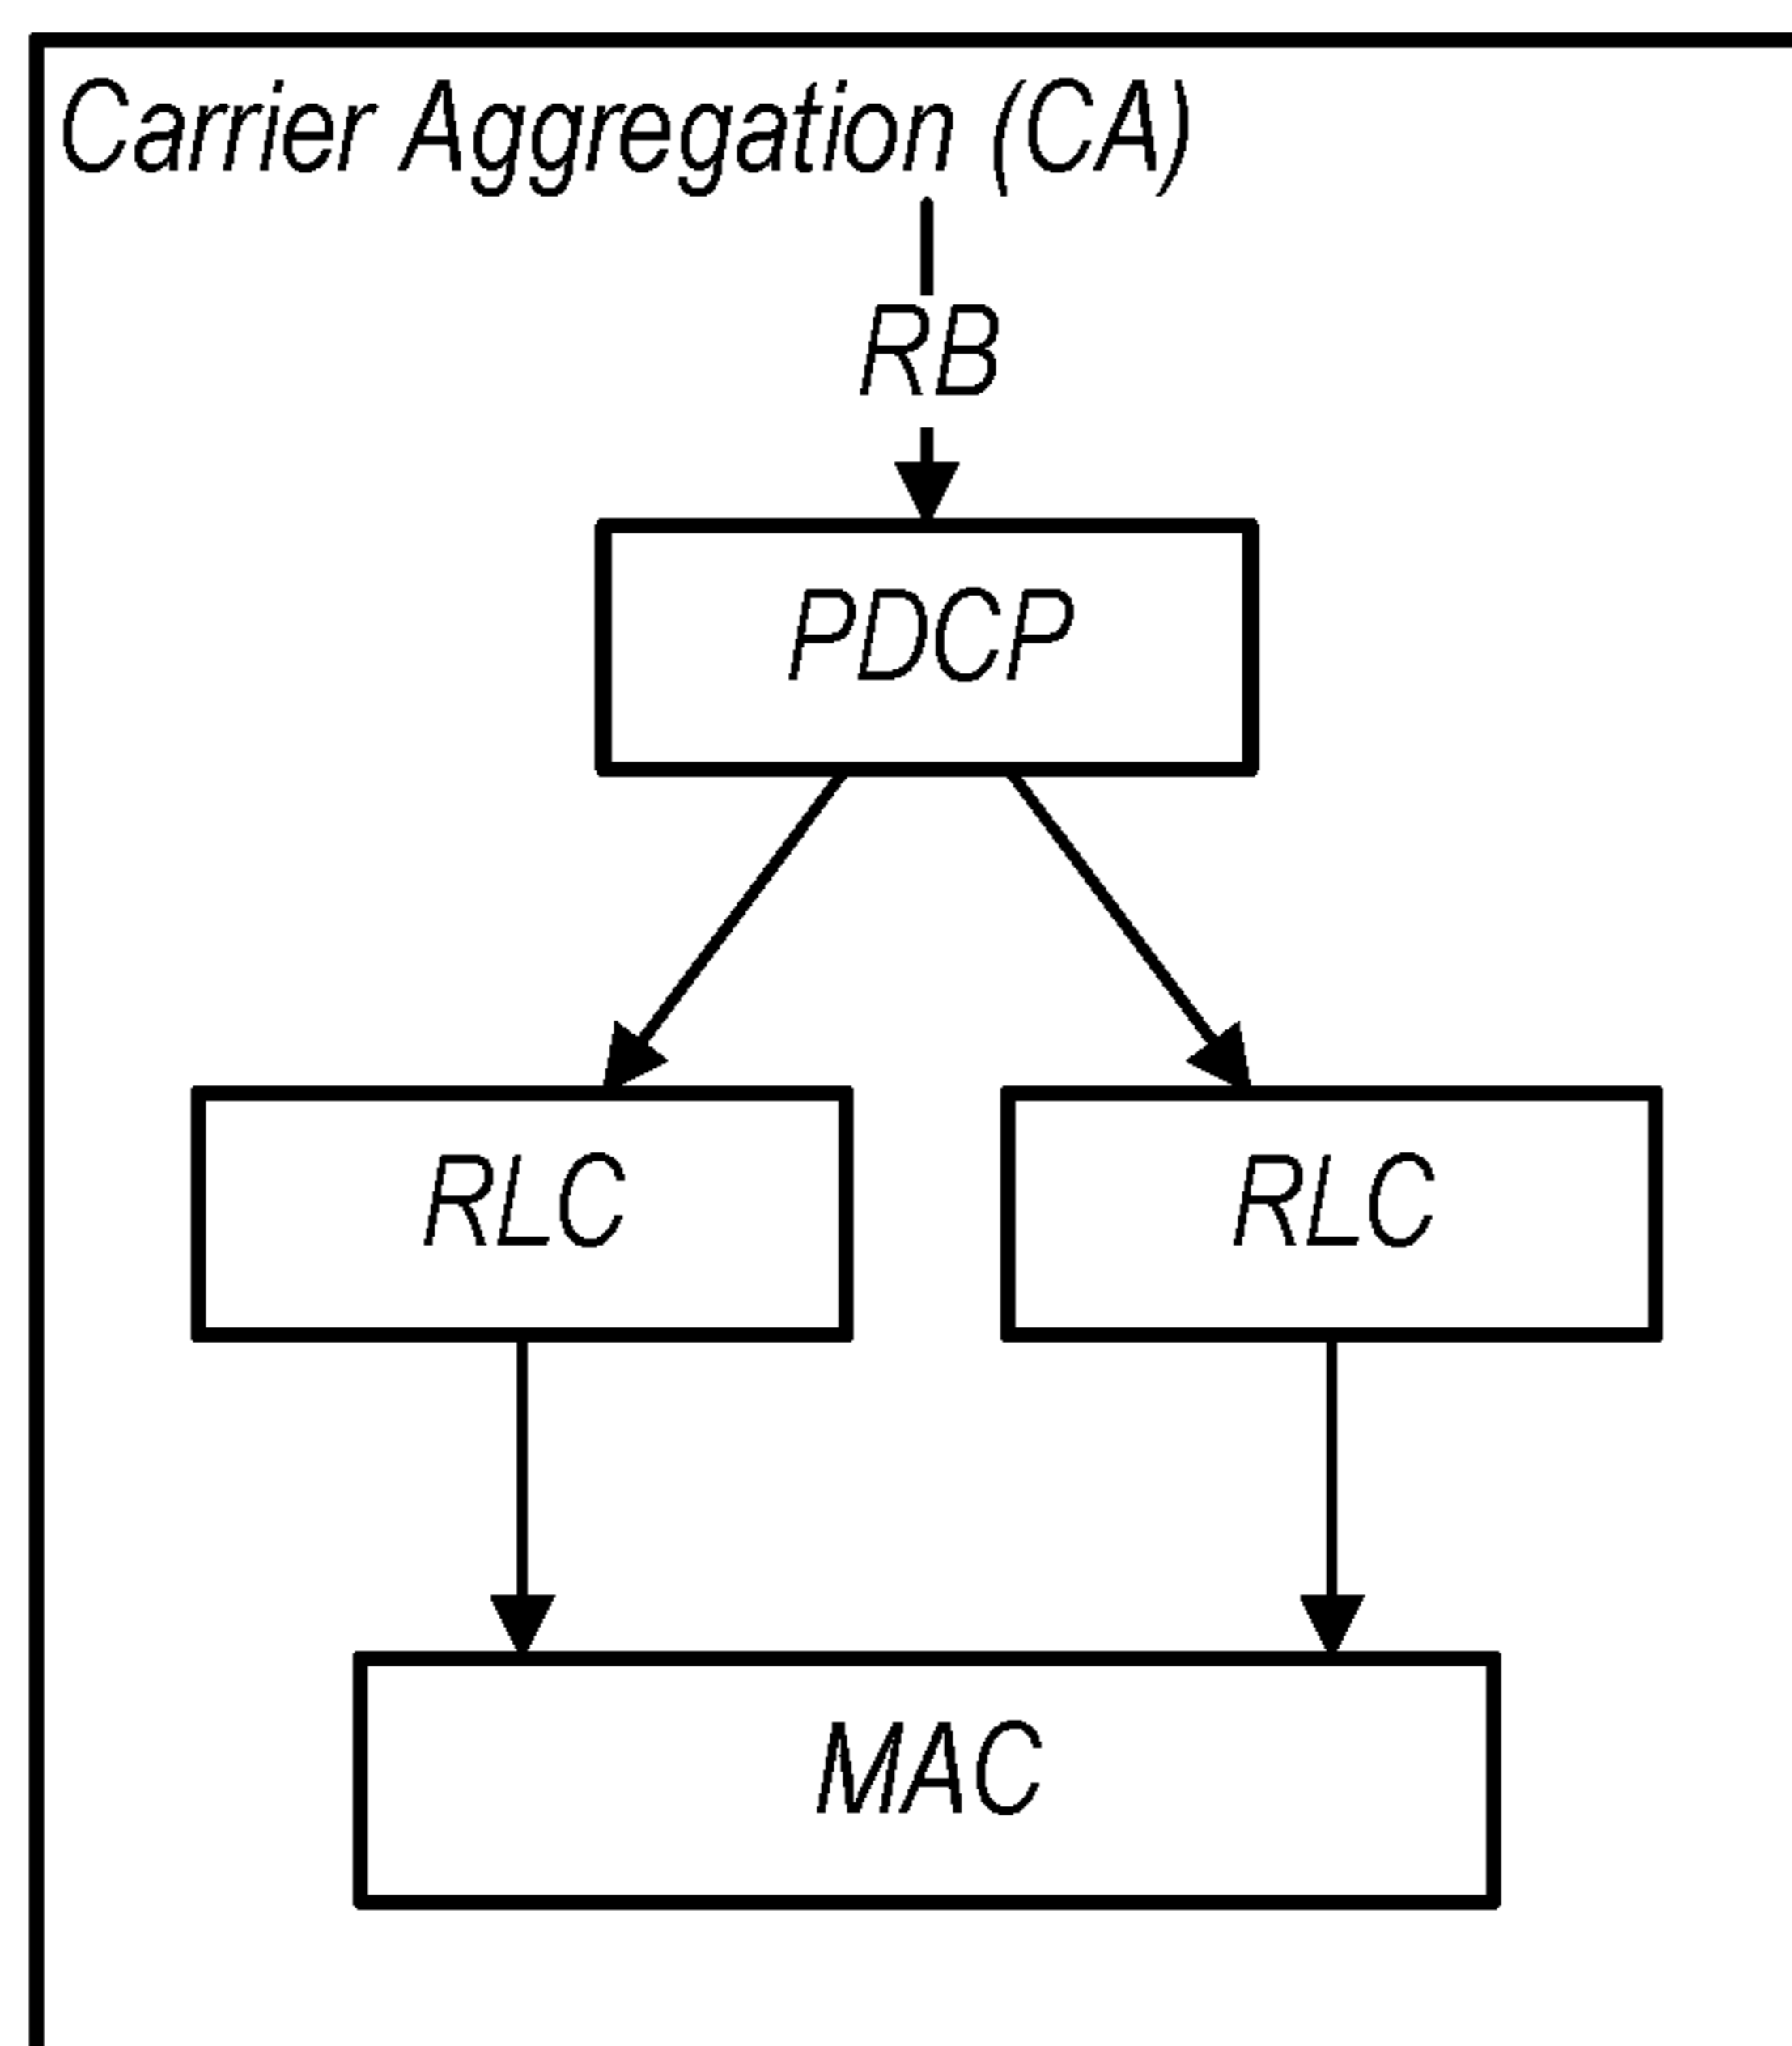 Carrier Aggregation (CA)
RB
PDCP
RLC RLC
MAC